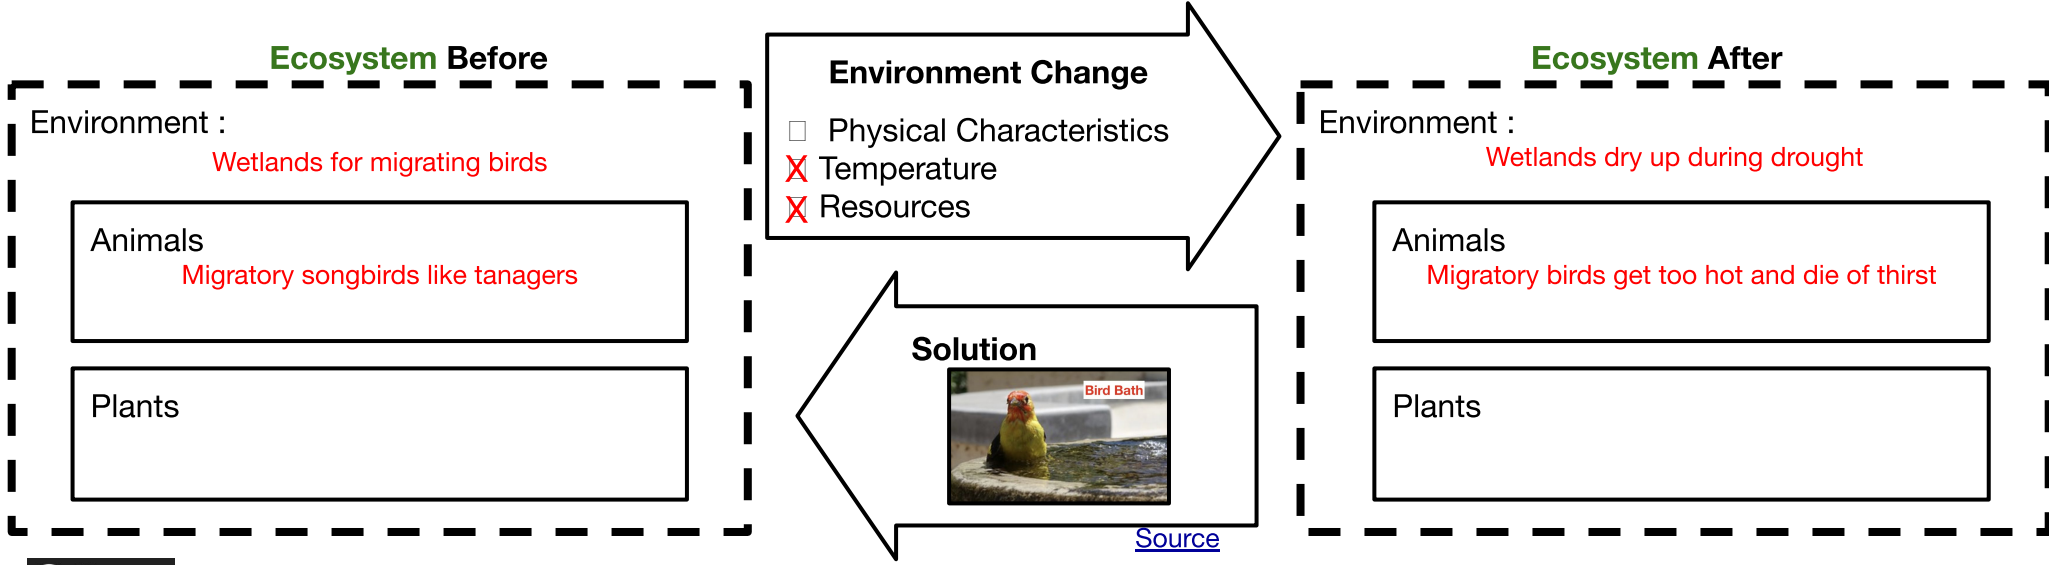 Ecosystem Before
Environment :
Wetlands for migrating birds
Animals
Migratory songbirds like tanagers
Plants
Environment Change
Physical Characteristics
X Temperature
X Resources
Solution
Bird Bath
Source
Ecosystem After
Environment :
Wetlands dry up during drought
Animals
Migratory birds get too hot and die of thirst
Plants